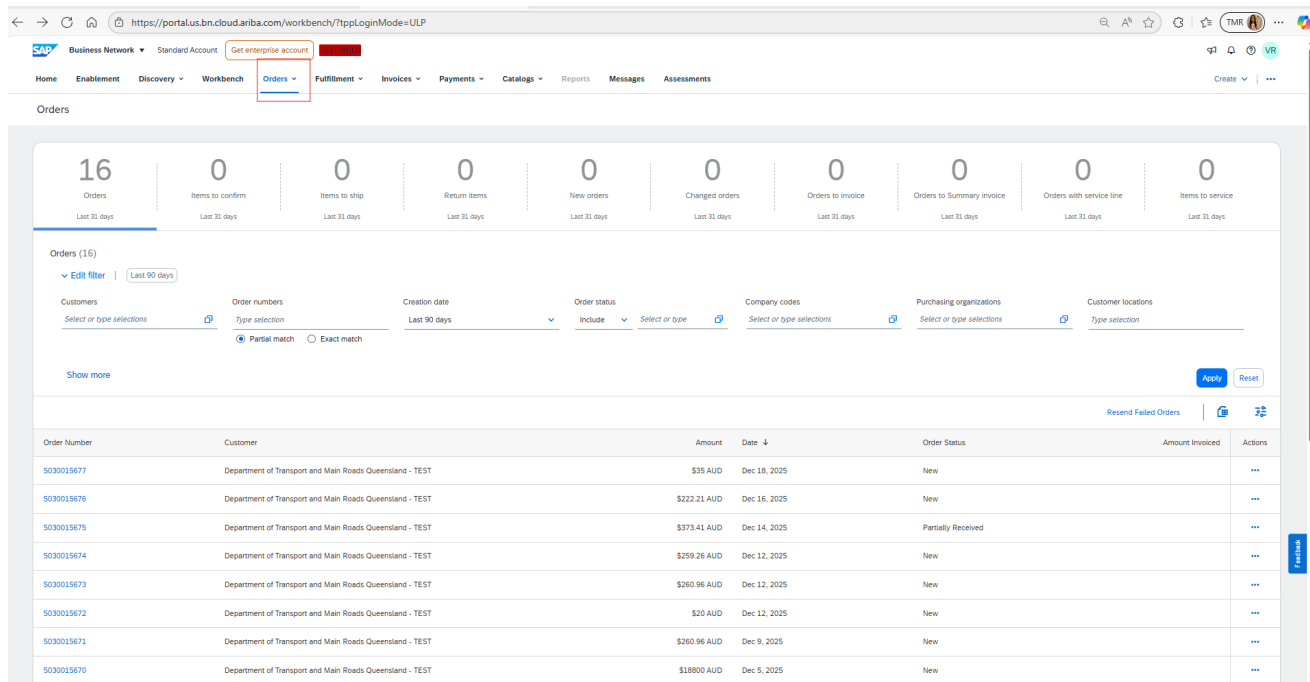 https://portal.us.bn.cloud.ariba.com/workbench/?tppLoginMode=ULP TMR
SAP Business Network Standard Account Get enterprise account VR
Home Enablement Discovery Workbench Orders Fulfillment Invoices Payments Catalogs Reports Messages Assessments Create
Orders
16 0 0 0 0 0 0 0 0 0
Orders Items to confirm Items to ship Return items New orders Changed orders Orders to invoice Orders to Summary invoice Orders with service line Items to service
Last 31 days Last 31 days Last 31 days Last 31 days Last 31 days Last 31 days Last 31 days Last 31 days Last 31 days Last 31 days
Orders (16)
Edit filter Last 90 days
Customers Order numbers Creation date Order status Company codes Purchasing organizations Customer locations
Select or type selections Type selection Last 90 days Include Select or type Select or type selections Select or type selections Type selection
Partial match Exact match
Show more Apply Reset
Resend Failed Orders
Order Number Customer Amount Date ↓ Order Status Amount Invoiced Actions
5030015677 Department of Transport and Main Roads Queensland - TEST $35 AUD Dec 18, 2025 New
5030015676 Department of Transport and Main Roads Queensland - TEST $222.21 AUD Dec 16, 2025 New
5030015675 Department of Transport and Main Roads Queensland - TEST $373.41 AUD Dec 14, 2025 Partially Received
5030015674 Department of Transport and Main Roads Queensland - TEST $259.26 AUD Dec 12, 2025 New
Feedback
5030015673 Department of Transport and Main Roads Queensland - TEST $260.96 AUD Dec 12, 2025 New
5030015672 Department of Transport and Main Roads Queensland - TEST $20 AUD Dec 12, 2025 New
5030015671 Department of Transport and Main Roads Queensland - TEST $260.96 AUD Dec 9, 2025 New
5030015670 Department of Transport and Main Roads Queensland - TEST $18800 AUD Dec 5, 2025 New